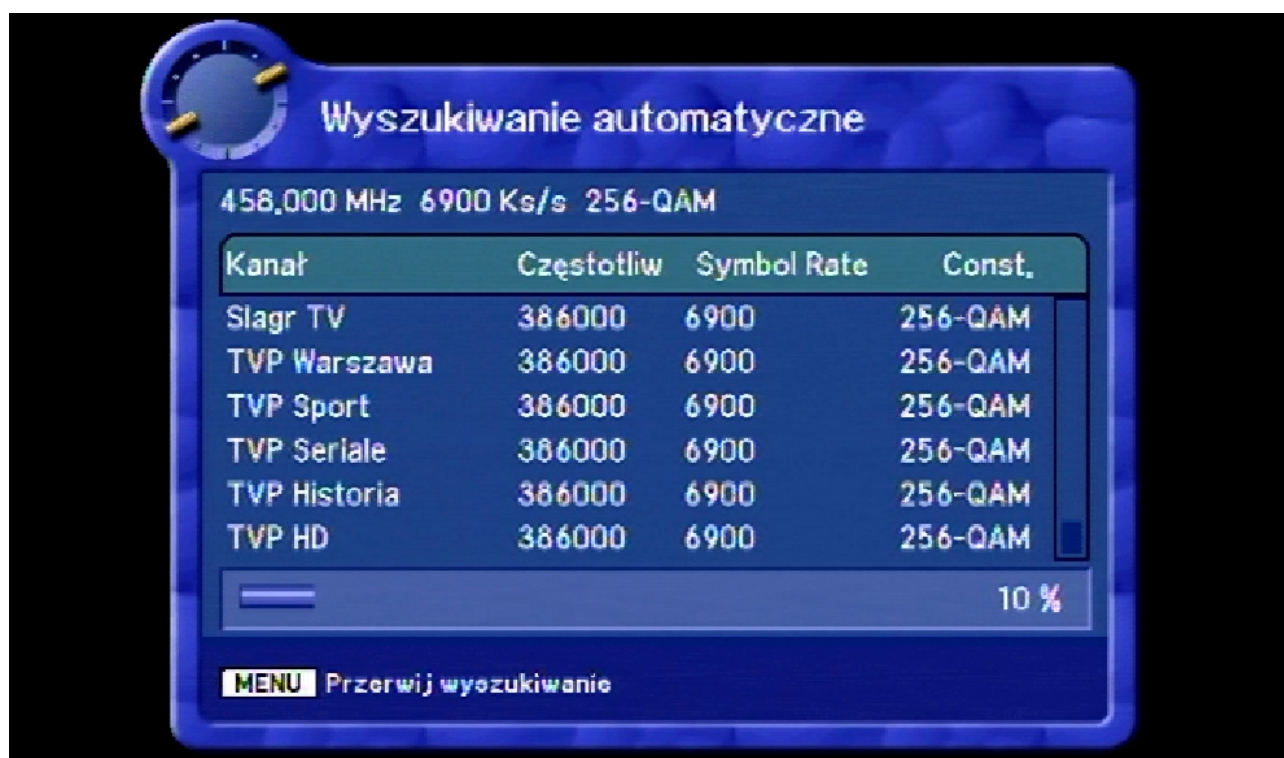 Wyszukiwanie automatyczne
458.000 MHz 6900 Ks/s 256-QAM
Kanał Częstotliw Symbol Rate Const.
Slagr TV 386000 6900 256-QAM
TVP Warszawa 386000 6900 256-QAM
TVP Sport 386000 6900 256-QAM
TVP Seriale 386000 6900 256-QAM
TVP Historia 386000 6900 256-QAM
TVP HD 386000 6900 256-QAM
10 %
MENU Przerwij wyszukiwanie